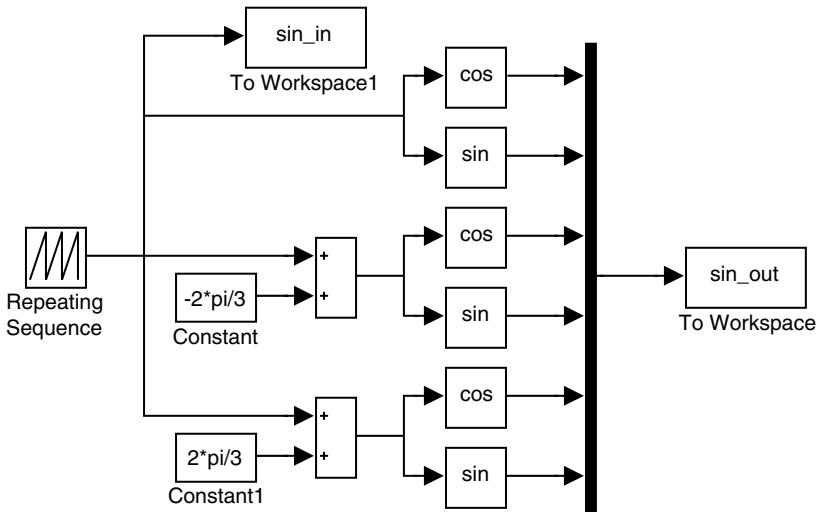 sin_in
To Workspace1
cos
sin
cos
+
-2*pi/3
+
Constant
sin
Repeating
Sequence
sin_out
To Workspace
cos
+
2*pi/3
+
Constant1
sin